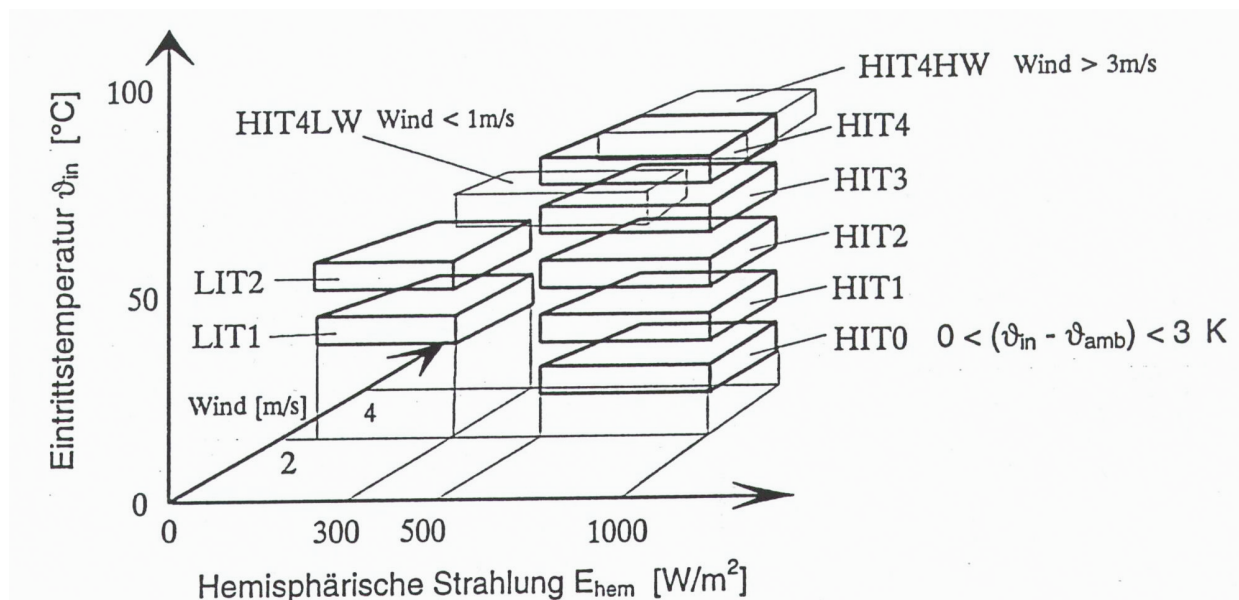 Eintrittstemperatur ϑin [°C]
100
50
0
HIT4HW Wind > 3m/s
HIT4LW Wind < 1m/s
HIT4
HIT3
HIT2
HIT1
HIT0 0 < (ϑin - ϑamb) < 3 K
LIT2
LIT1
Wind [m/s]
4
2
0 300 500 1000
Hemisphärische Strahlung Ehem [W/m²]